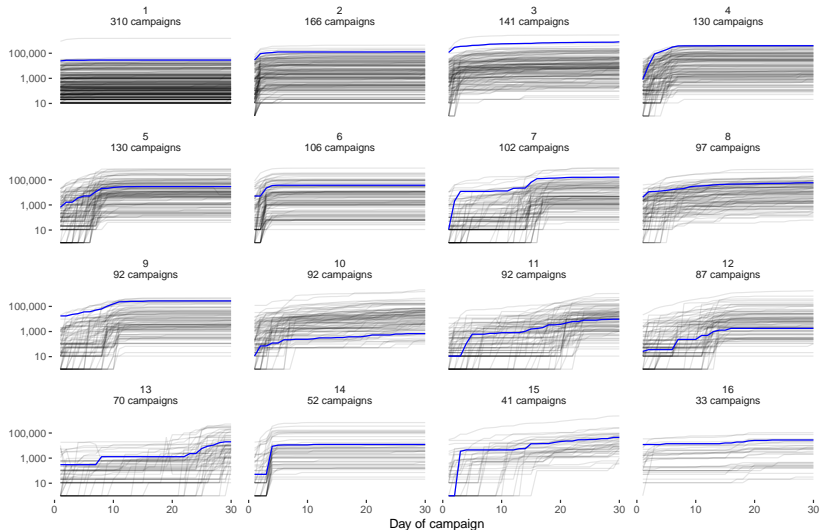 1
310 campaigns
2
166 campaigns
3
141 campaigns
4
130 campaigns
100,000
1,000
10
5
130 campaigns
6
106 campaigns
7
102 campaigns
8
97 campaigns
100,000
1,000
10
9
92 campaigns
10
92 campaigns
11
92 campaigns
12
87 campaigns
100,000
1,000
10
13
70 campaigns
14
52 campaigns
15
41 campaigns
16
33 campaigns
100,000
1,000
10
0 10 20 30 0 10 20 30 0 10 20 30 0 10 20 30
Day of campaign